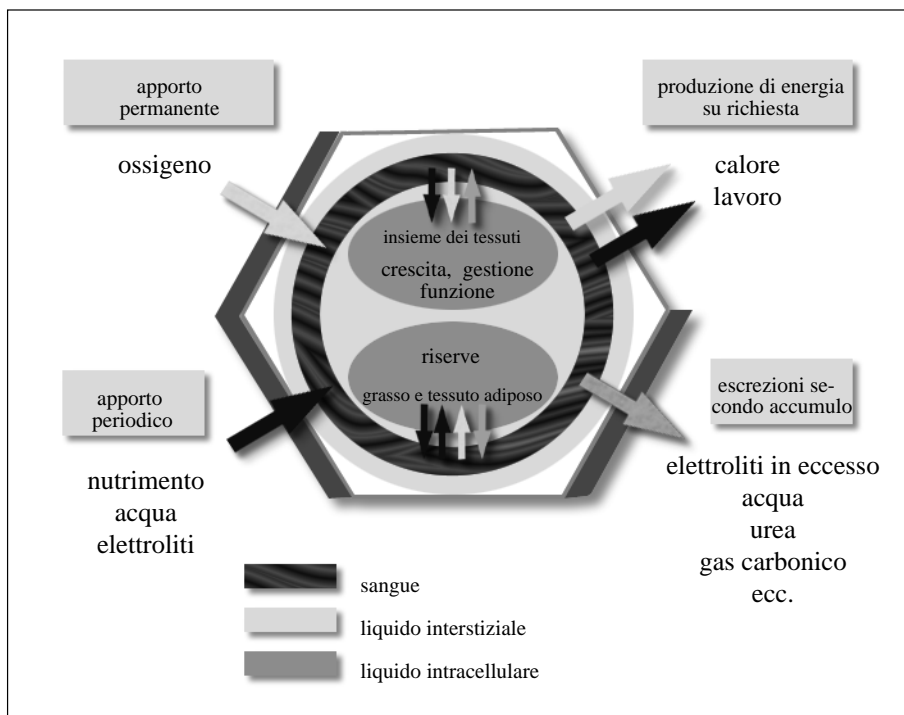 apporto
permanente
ossigeno
produzione di energia
su richiesta
calore
lavoro
insieme dei tessuti
crescita, gestione
funzione
riserve
grasso e tessuto adiposo
apporto
periodico
nutrimento
acqua
elettroliti
escrezioni se-
condo accumulo
elettroliti in eccesso
acqua
urea
gas carbonico
ecc.
sangue
liquido interstiziale
liquido intracellulare